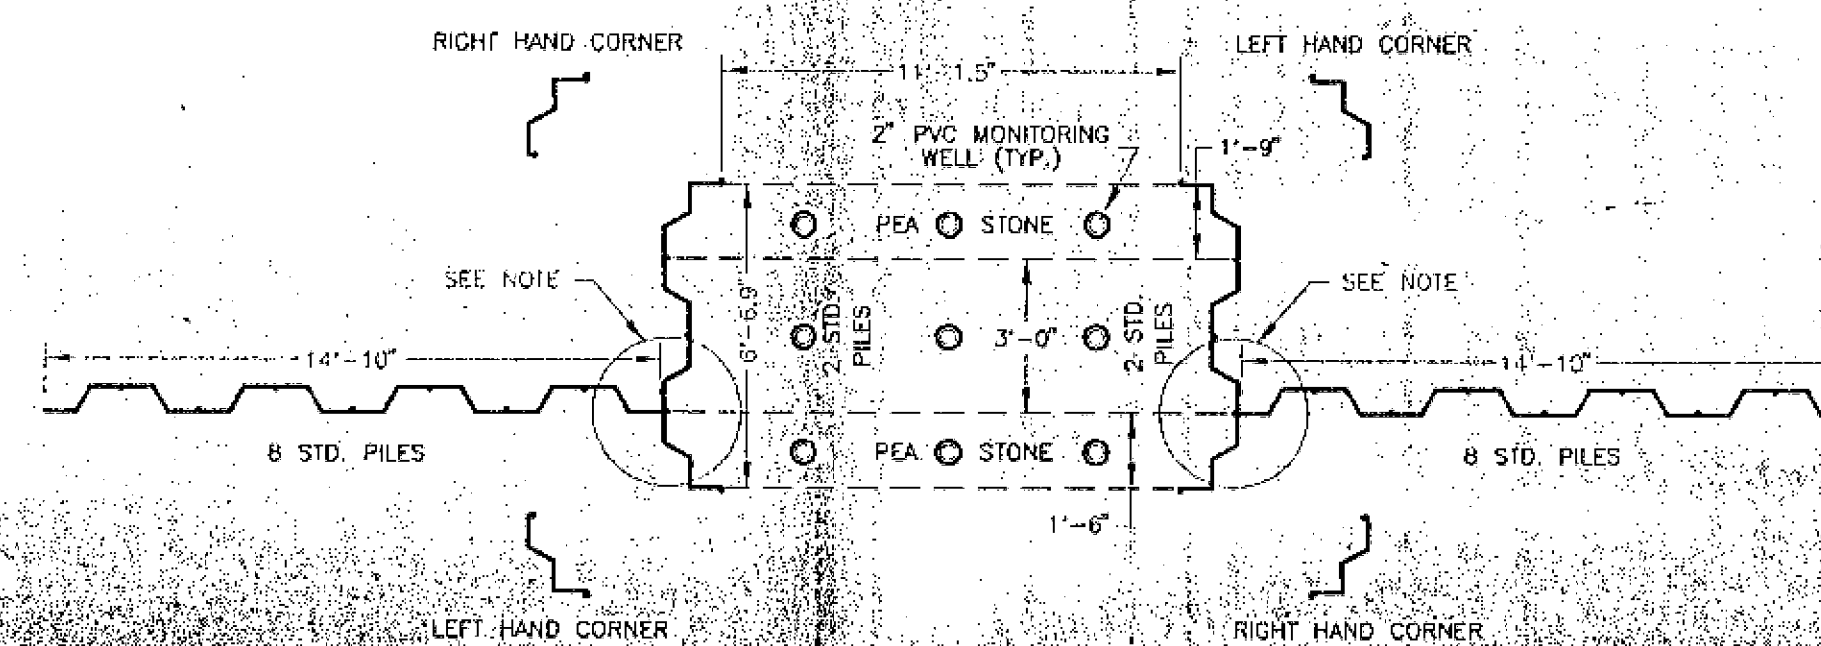 RIGHT HAND CORNER
LEFT HAND CORNER
11'-1.5"
2" PVC MONITORING
WELL (TYP.)
1'-9"
PEA STONE
SEE NOTE
SEE NOTE
6'-6.9"
2 STD.
PILES
3'-0"
2 STD.
PILES
14'-10"
14'-10"
8 STD. PILES
PEA STONE
8 STD. PILES
1'-6"
LEFT HAND CORNER
RIGHT HAND CORNER